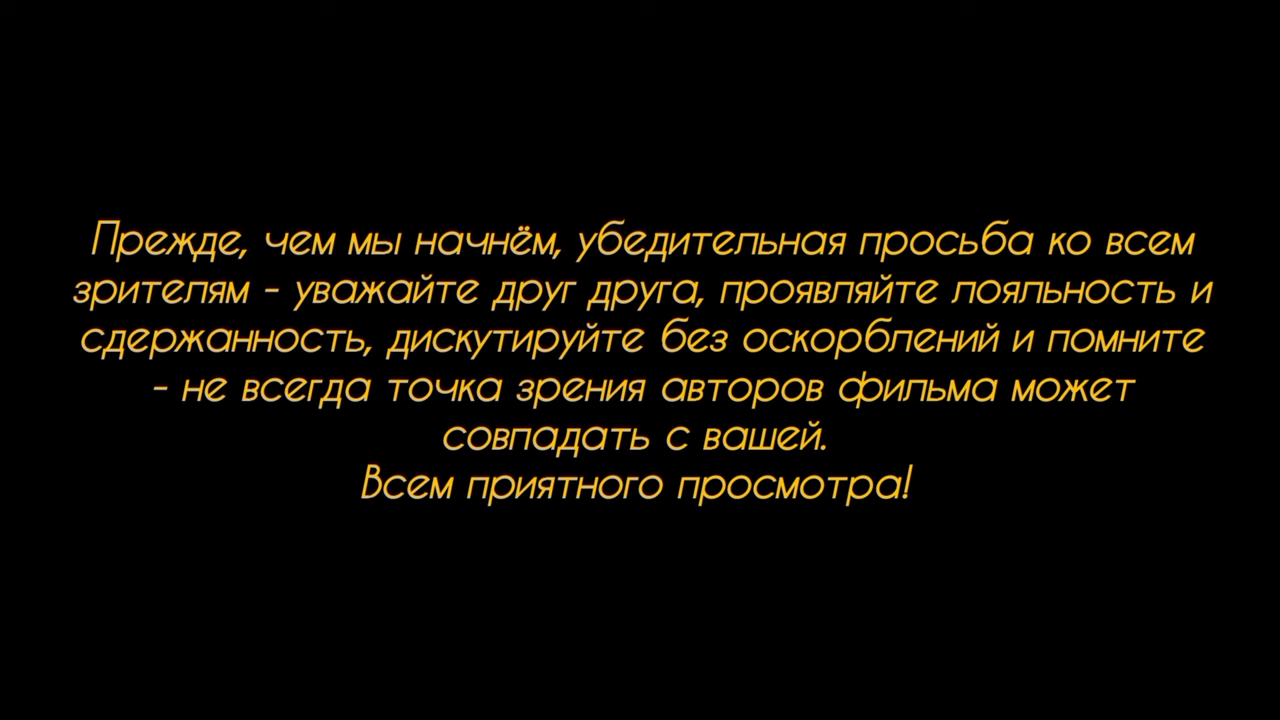 Прежде, чем мы начнём, убедительная просьба ко всем
зрителям - уважайте друг друга, проявляйте лояльность и
сдержанность, дискутируйте без оскорблений и помните
- не всегда точка зрения авторов фильма может
совпадать с вашей.
Всем приятного просмотра!